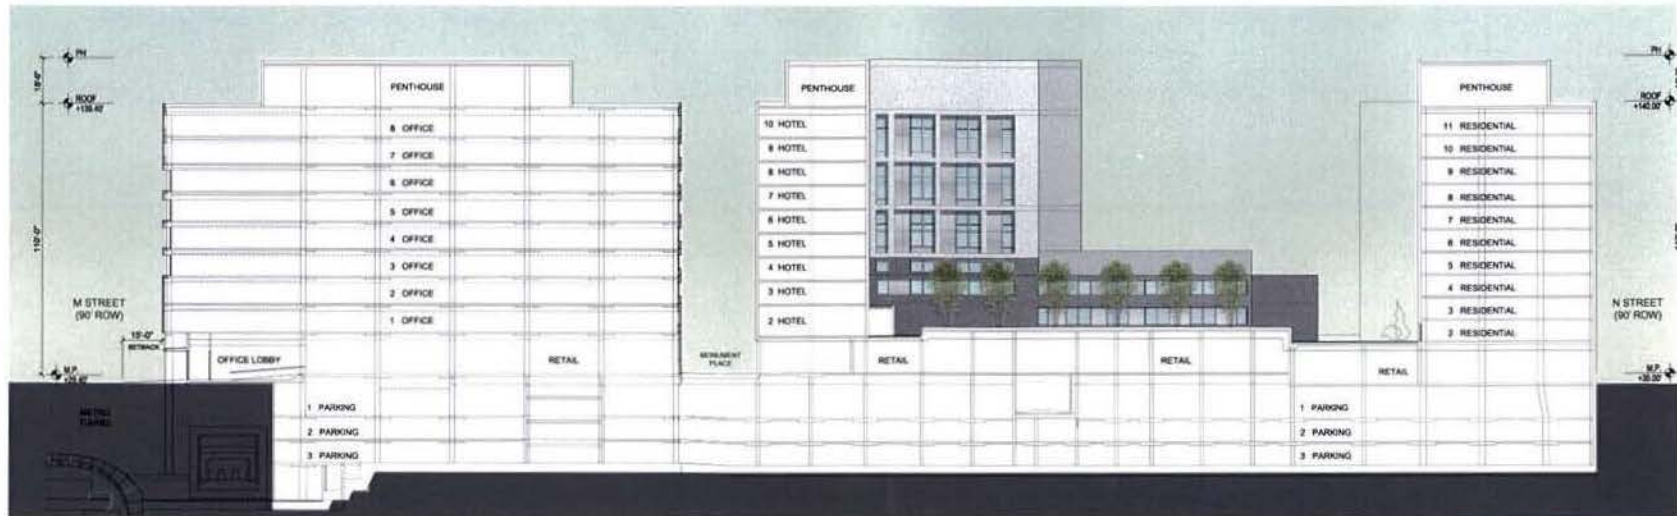 PH
ROOF
+139.40'
110'-0"
M STREET
(90' ROW)
15'-0"
SETBACK
M.P.
PENTHOUSE
8 OFFICE
7 OFFICE
6 OFFICE
5 OFFICE
4 OFFICE
3 OFFICE
2 OFFICE
1 OFFICE
OFFICE LOBBY
RETAIL
1 PARKING
2 PARKING
3 PARKING
MONUMENT
PLACE
PENTHOUSE
10 HOTEL
9 HOTEL
8 HOTEL
7 HOTEL
6 HOTEL
5 HOTEL
4 HOTEL
3 HOTEL
2 HOTEL
RETAIL
RETAIL
PENTHOUSE
11 RESIDENTIAL
10 RESIDENTIAL
9 RESIDENTIAL
8 RESIDENTIAL
7 RESIDENTIAL
6 RESIDENTIAL
5 RESIDENTIAL
4 RESIDENTIAL
3 RESIDENTIAL
2 RESIDENTIAL
RETAIL
1 PARKING
2 PARKING
3 PARKING
PH
ROOF
+140.00'
N STREET
(90' ROW)
M.P.
+30.00'